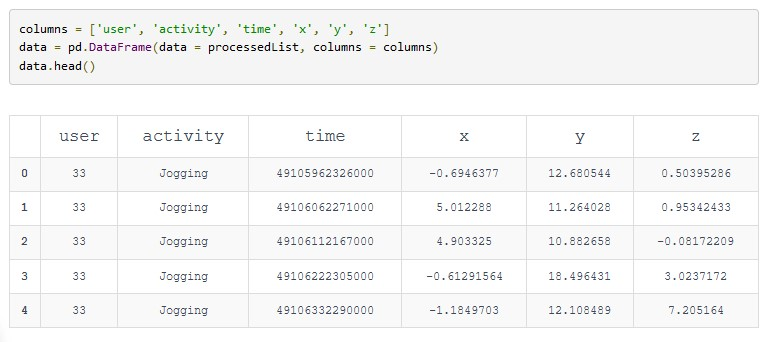 columns = ['user', 'activity', 'time', 'x', 'y', 'z']
data = pd.DataFrame(data = processedList, columns = columns)
data.head()
user activity time x y z
0 33 Jogging 49105962326000 -0.6946377 12.680544 0.50395286
1 33 Jogging 49106062271000 5.012288 11.264028 0.95342433
2 33 Jogging 49106112167000 4.903325 10.882658 -0.08172209
3 33 Jogging 49106222305000 -0.61291564 18.496431 3.0237172
4 33 Jogging 49106332290000 -1.1849703 12.108489 7.205164